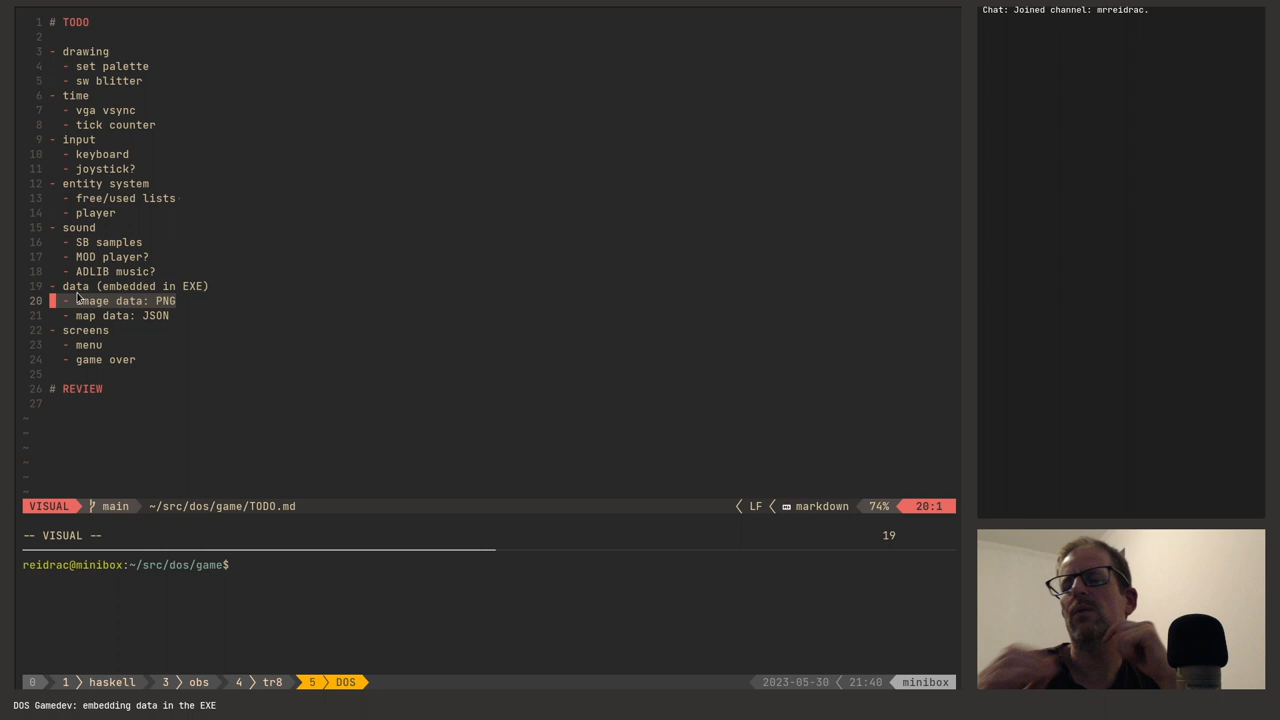 1 # TODO
2
3 - drawing
4 - set palette
5 - sw blitter
6 - time
7 - vga vsync
8 - tick counter
9 - input
10 - keyboard
11 - joystick?
12 - entity system
13 - free/used lists
14 - player
15 - sound
16 - SB samples
17 - MOD player?
18 - ADLIB music?
19 - data (embedded in EXE)
20 - image data: PNG
21 - map data: JSON
22 - screens
23 - menu
24 - game over
25
26 # REVIEW
27
~
~
~
~
~
~
VISUAL main ~/src/dos/game/TODO.md LF markdown 74% 20:1
-- VISUAL -- 19
reidrac@minibox:~/src/dos/game$
0 1 haskell 3 obs 4 tr8 5 DOS 2023-05-30 21:40 minibox
DOS Gamedev: embedding data in the EXE
Chat: Joined channel: mrreidrac.